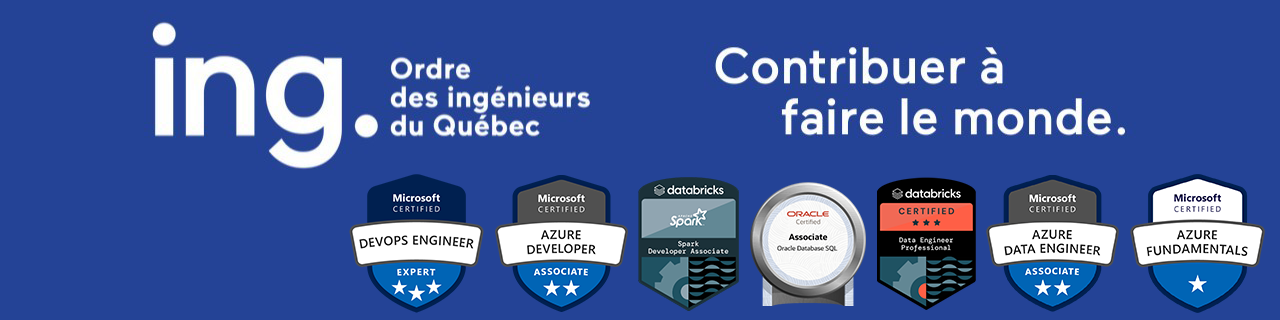 ing.
Ordre
des ingénieurs
du Québec
Contribuer à
faire le monde.
Microsoft
CERTIFIED
DEVOPS ENGINEER
EXPERT
Microsoft
CERTIFIED
AZURE
DEVELOPER
ASSOCIATE
databricks
APACHE
Spark
Spark
Developer Associate
ORACLE
Certified
Associate
Oracle Database SQL
databricks
CERTIFIED
Data Engineer
Professional
Microsoft
CERTIFIED
AZURE
DATA ENGINEER
ASSOCIATE
Microsoft
CERTIFIED
AZURE
FUNDAMENTALS